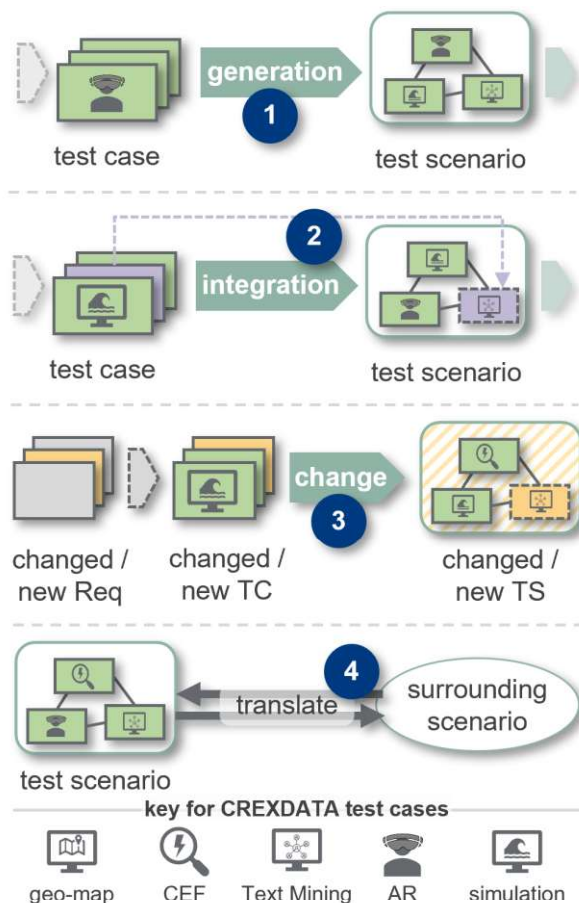 generation
1
test case
test scenario
2
integration
test case
test scenario
change
3
changed /
new Req
changed /
new TC
changed /
new TS
4
translate
surrounding
scenario
test scenario
key for CREXDATA test cases
geo-map
CEF
Text Mining
AR
simulation